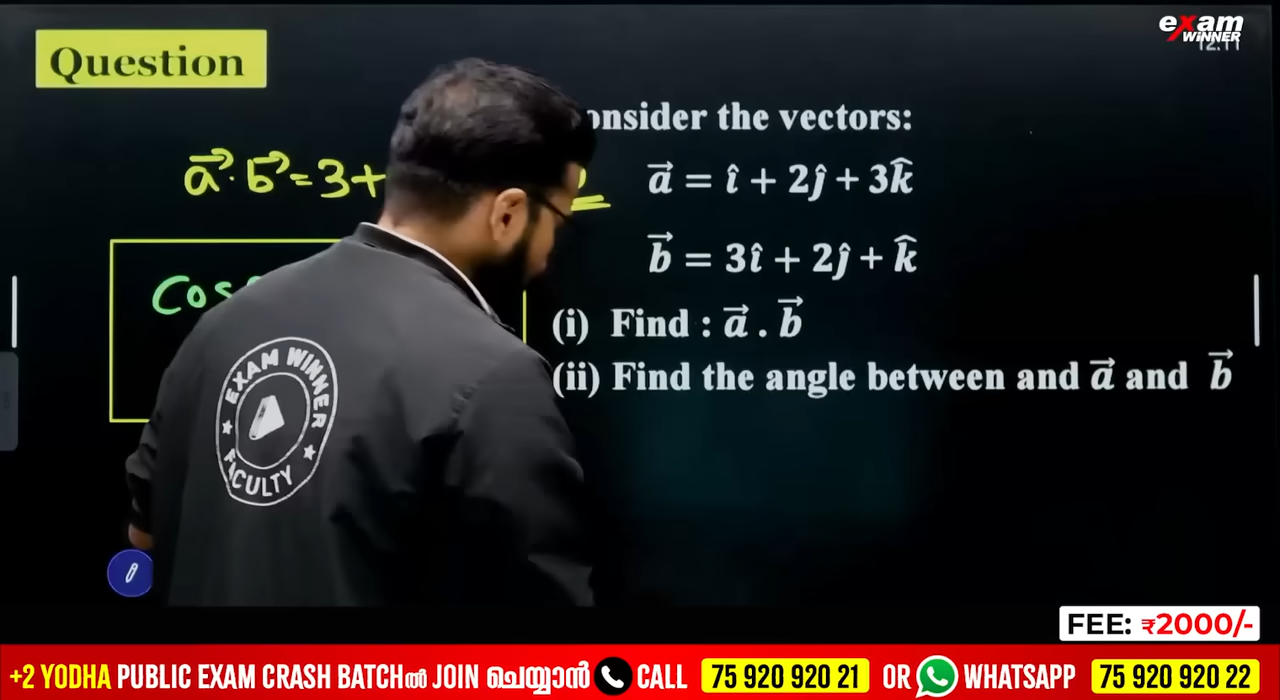 Question
exam
WINNER
12:11
onsider the vectors:
a⃗ · b⃗ = 3+
a⃗ = î + 2ĵ + 3k̂
b⃗ = 3î + 2ĵ + k̂
Cos
(i) Find : a⃗ . b⃗
(ii) Find the angle between and a⃗ and b⃗
EXAM WINNER
FACULTY
FEE: ₹2000/-
+2 YODHA PUBLIC EXAM CRASH BATCHൽ JOIN ചെയ്യാൻ CALL 75 920 920 21 OR WHATSAPP 75 920 920 22